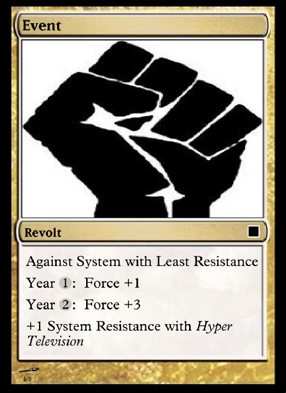 Event
Revolt
Against System with Least Resistance
Year 1: Force +1
Year 2: Force +3
+1 System Resistance with Hyper
Television